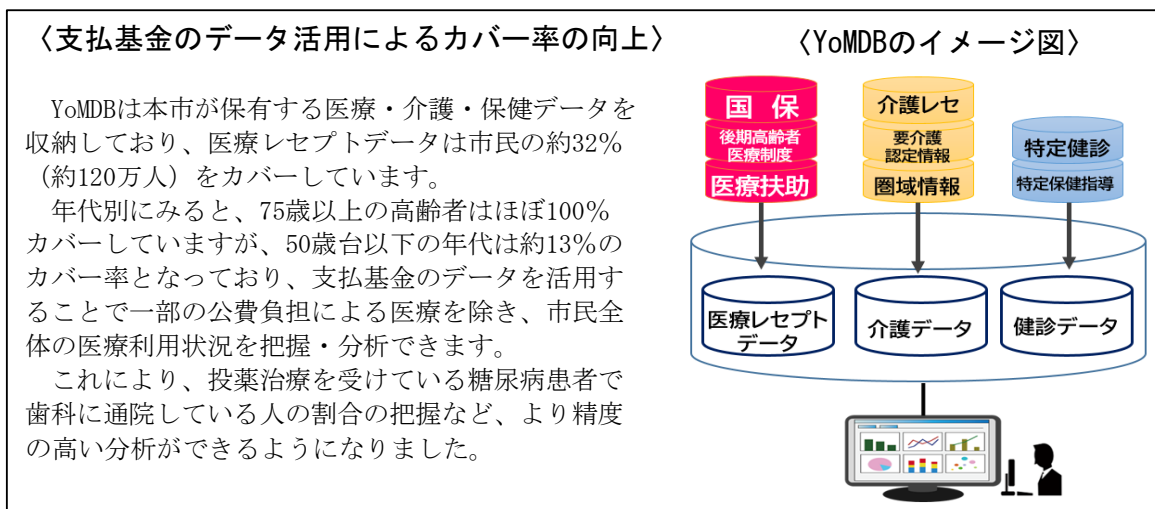 〈支払基金のデータ活用によるカバー率の向上〉
YoMDBは本市が保有する医療・介護・保健データを
収納しており、医療レセプトデータは市民の約32%
（約120万人）をカバーしています。
年代別にみると、75歳以上の高齢者はほぼ100%
カバーしていますが、50歳台以下の年代は約13%の
カバー率となっており、支払基金のデータを活用す
ることで一部の公費負担による医療を除き、市民全
体の医療利用状況を把握・分析できます。
これにより、投薬治療を受けている糖尿病患者で
歯科に通院している人の割合の把握など、より精度
の高い分析ができるようになりました。
〈YoMDBのイメージ図〉
国 保
後期高齢者
医療制度
医療扶助
介護レセ
要介護
認定情報
圏域情報
特定健診
特定保健指導
医療レセプト
データ
介護データ
健診データ